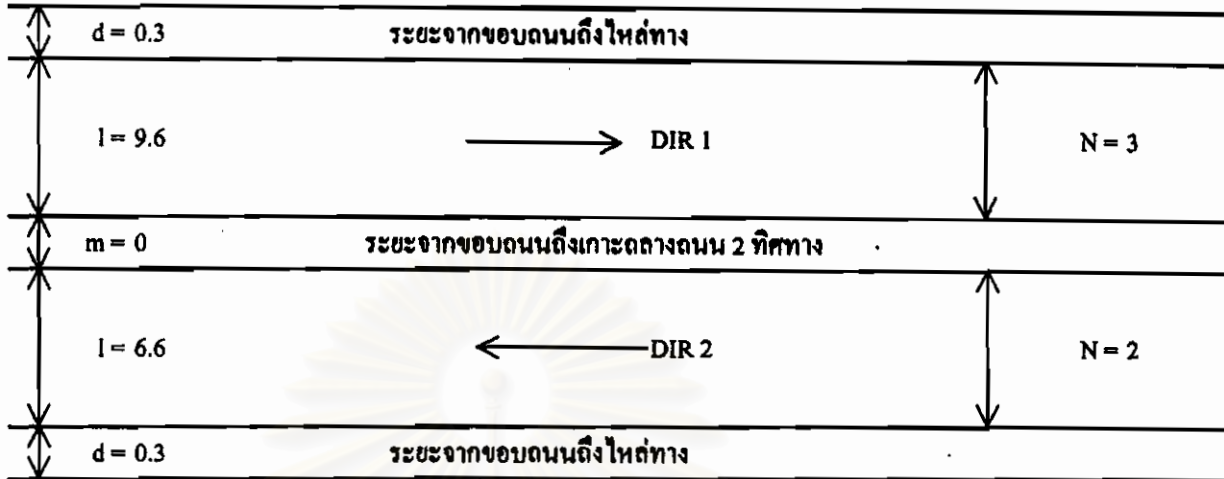 d = 0.3 ระยะจากขอบถนนถึงไหล่ทาง
l = 9.6 DIR 1 N = 3
m = 0 ระยะจากขอบถนนถึงเกาะกลางถนน 2 ทิศทาง
l = 6.6 DIR 2 N = 2
d = 0.3 ระยะจากขอบถนนถึงไหล่ทาง